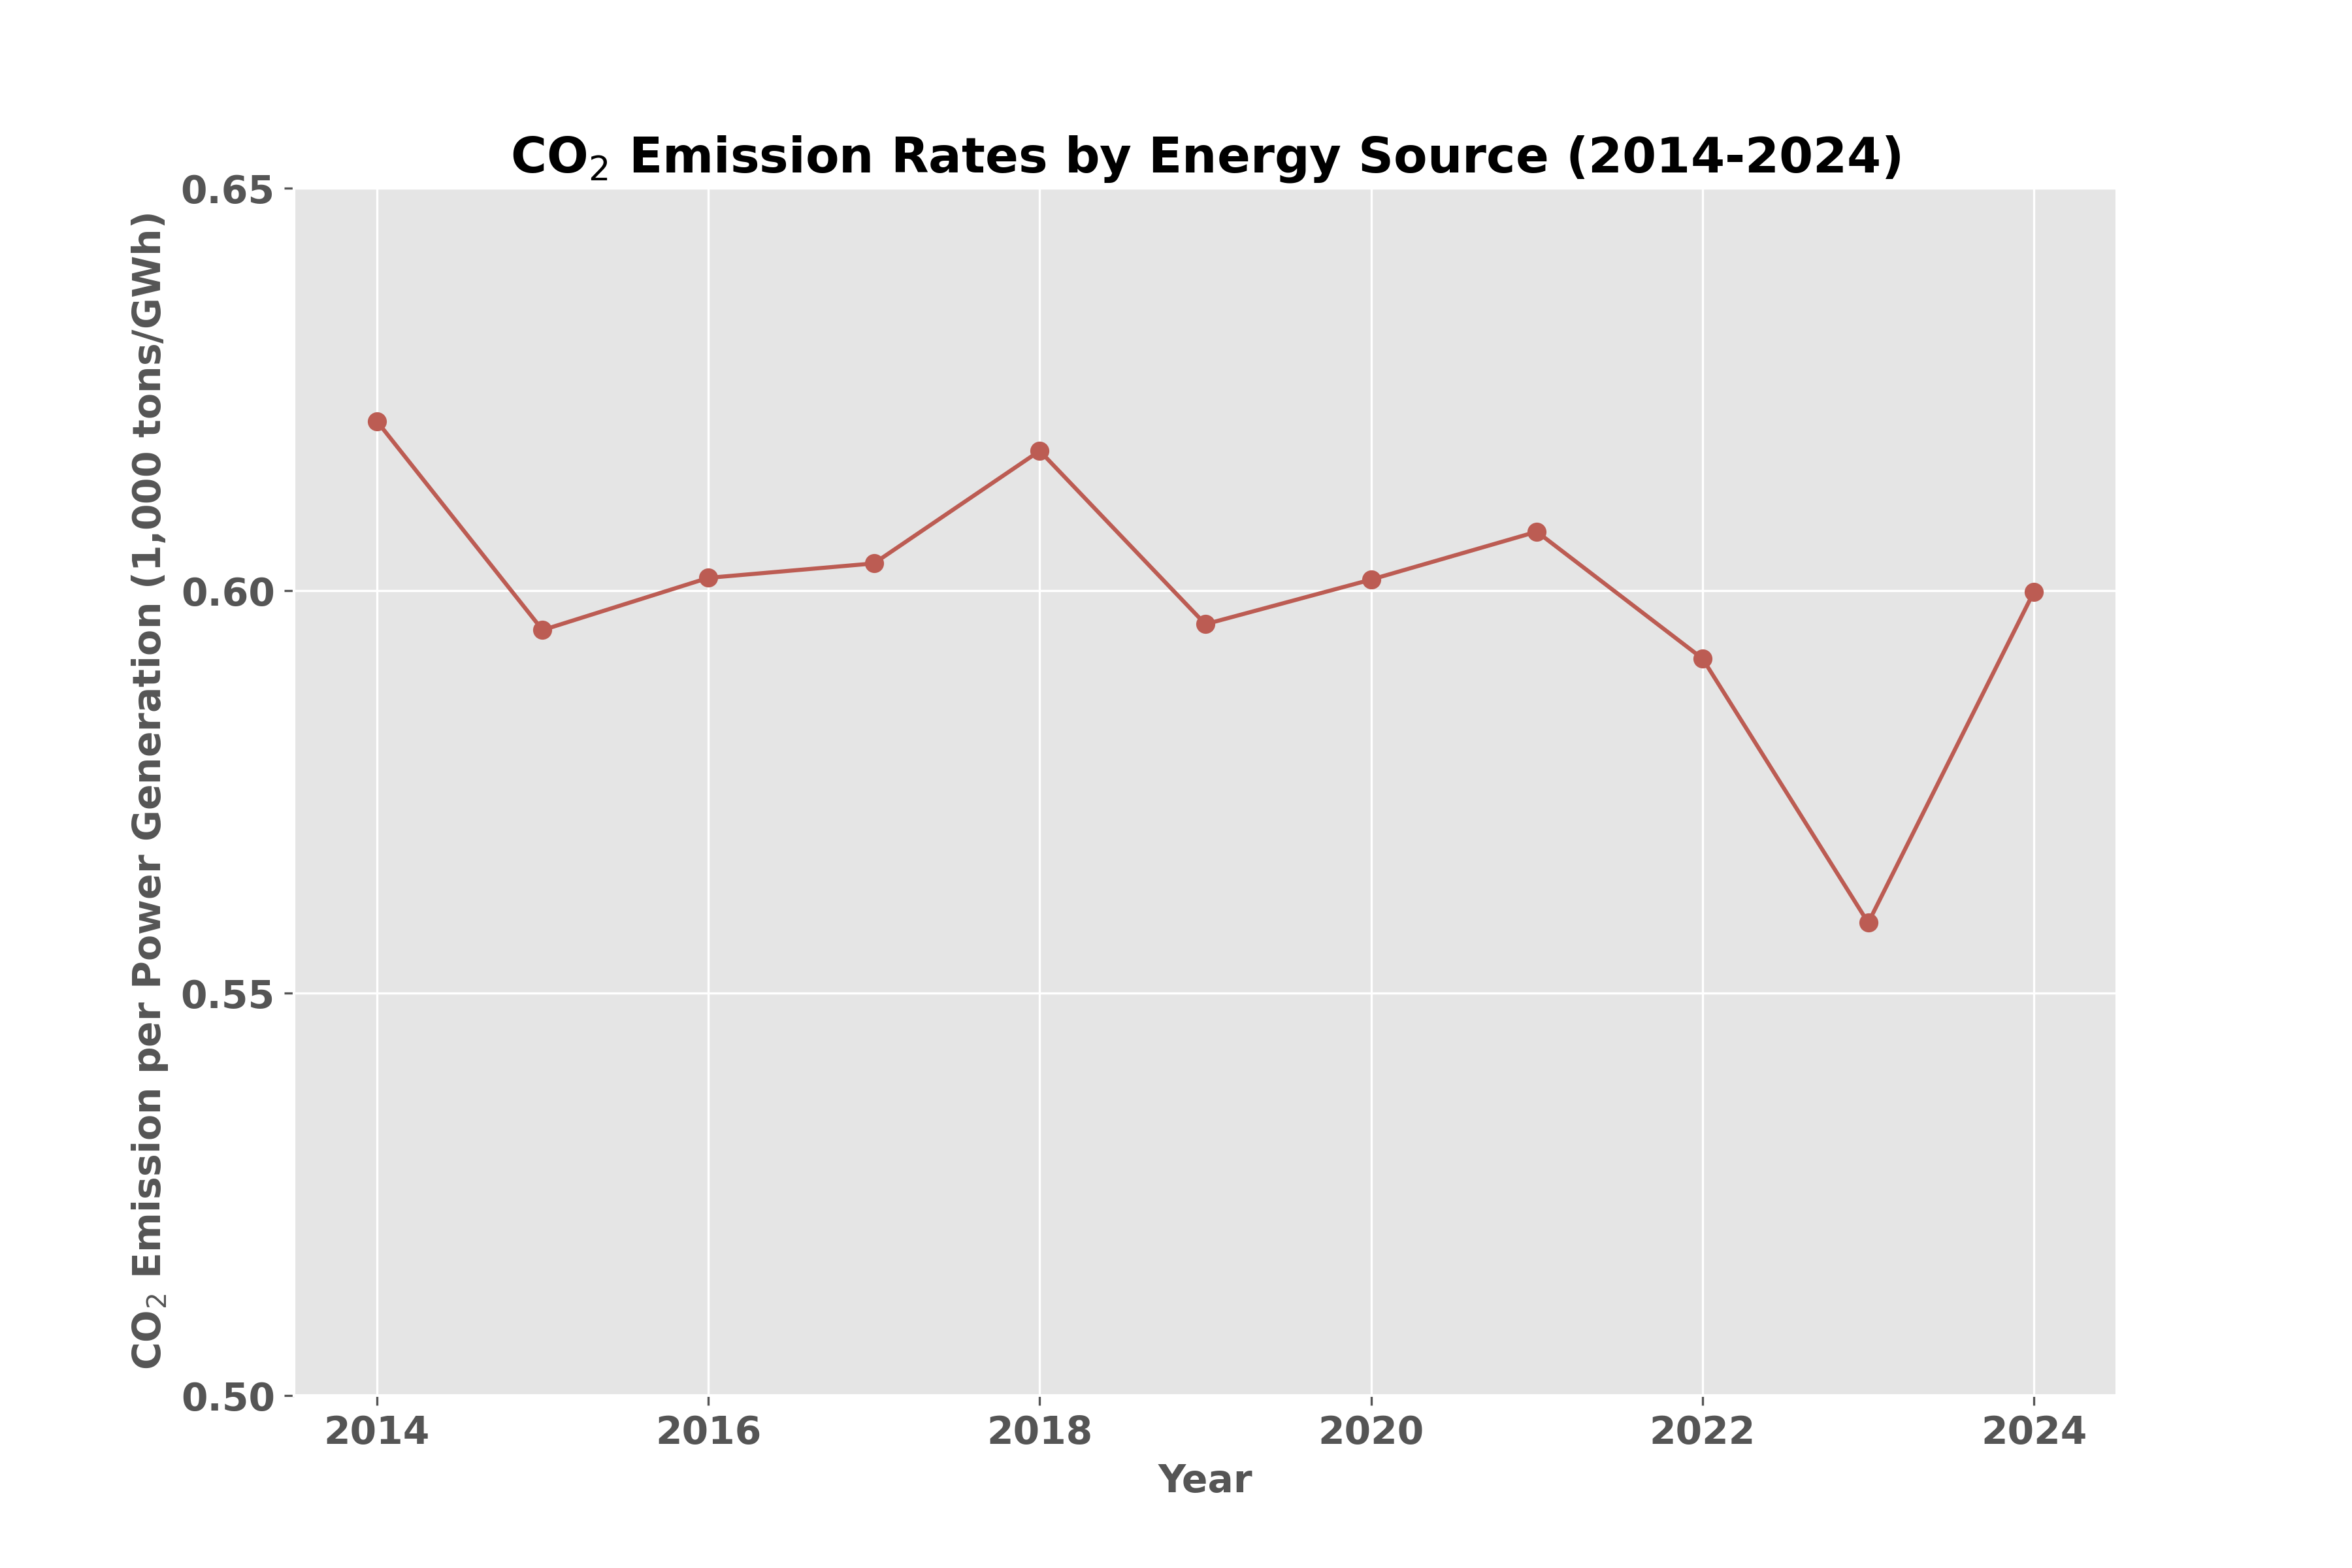 CO₂ Emission Rates by Energy Source (2014-2024)
CO₂ Emission per Power Generation (1,000 tons/GWh)
0.65
0.60
0.55
0.50
2014 2016 2018 2020 2022 2024
Year